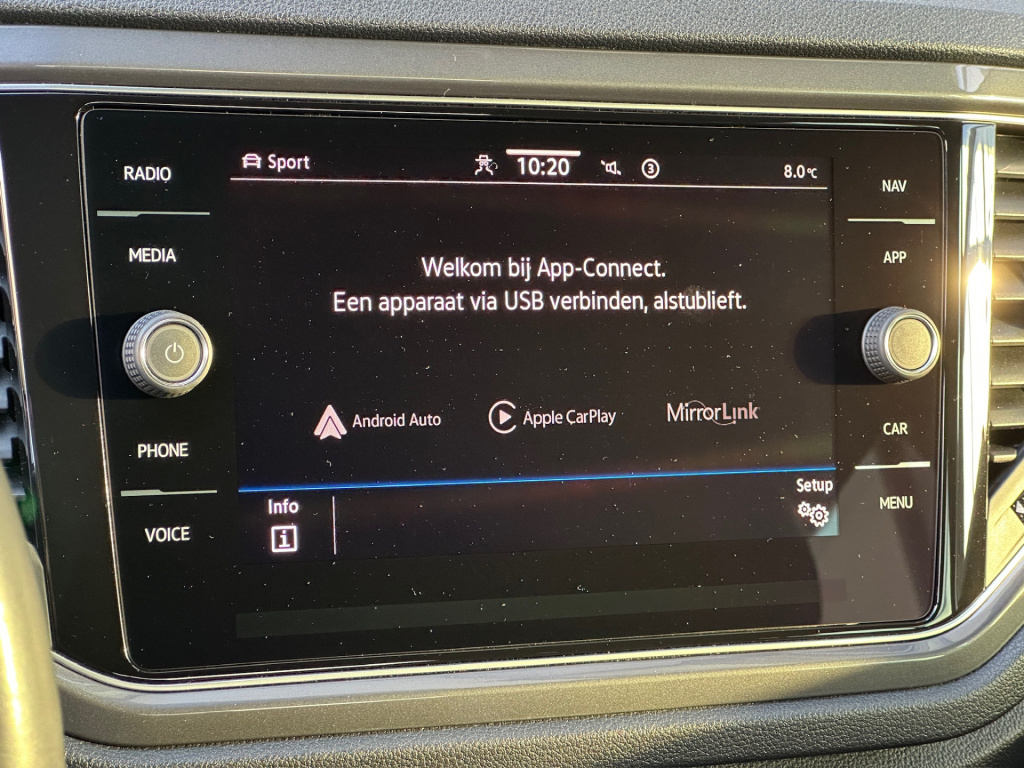 RADIO
MEDIA
PHONE
VOICE
Sport
10:20
3
8.0°C
Welkom bij App-Connect.
Een apparaat via USB verbinden, alstublieft.
Android Auto
Apple CarPlay
MirrorLink
Info
i
Setup
NAV
APP
CAR
MENU